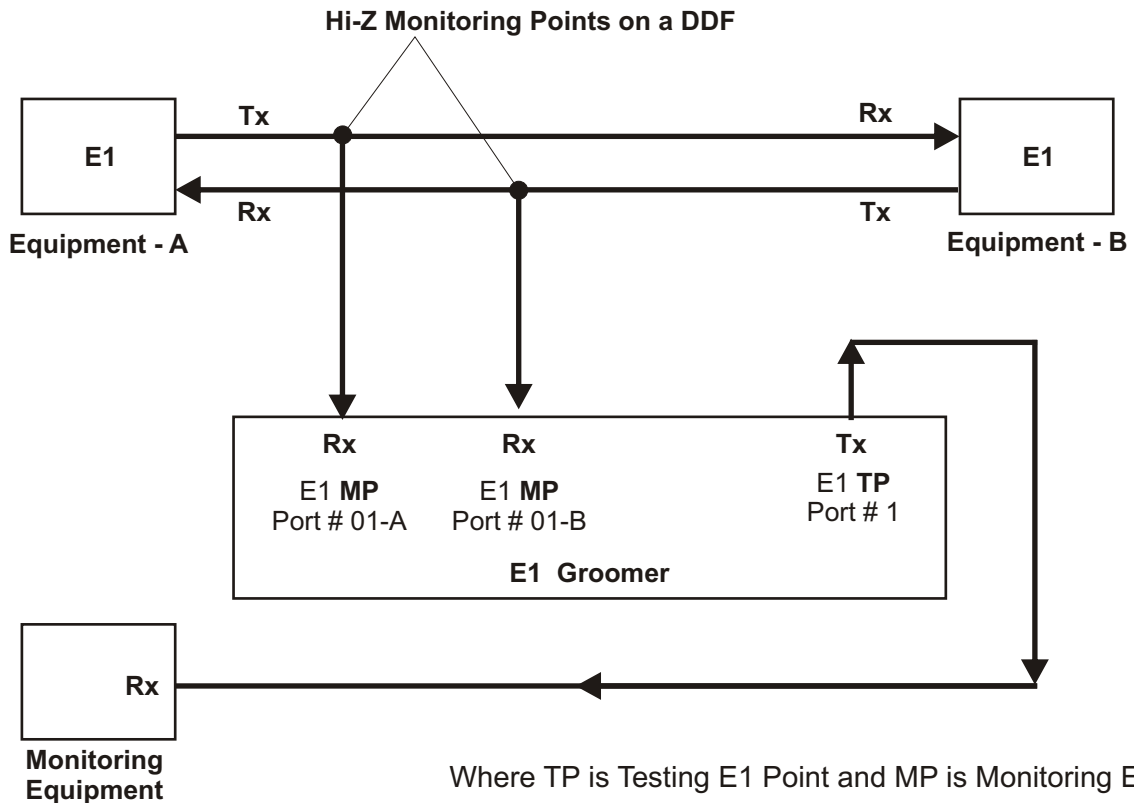 Hi-Z Monitoring Points on a DDF
Tx
Rx
E1
E1
Rx
Tx
Equipment - A
Equipment - B
Rx
Rx
Tx
E1 MP
Port # 01-A
E1 MP
Port # 01-B
E1 TP
Port # 1
E1 Groomer
Rx
Monitoring
Equipment
Where TP is Testing E1 Point and MP is Monitoring E